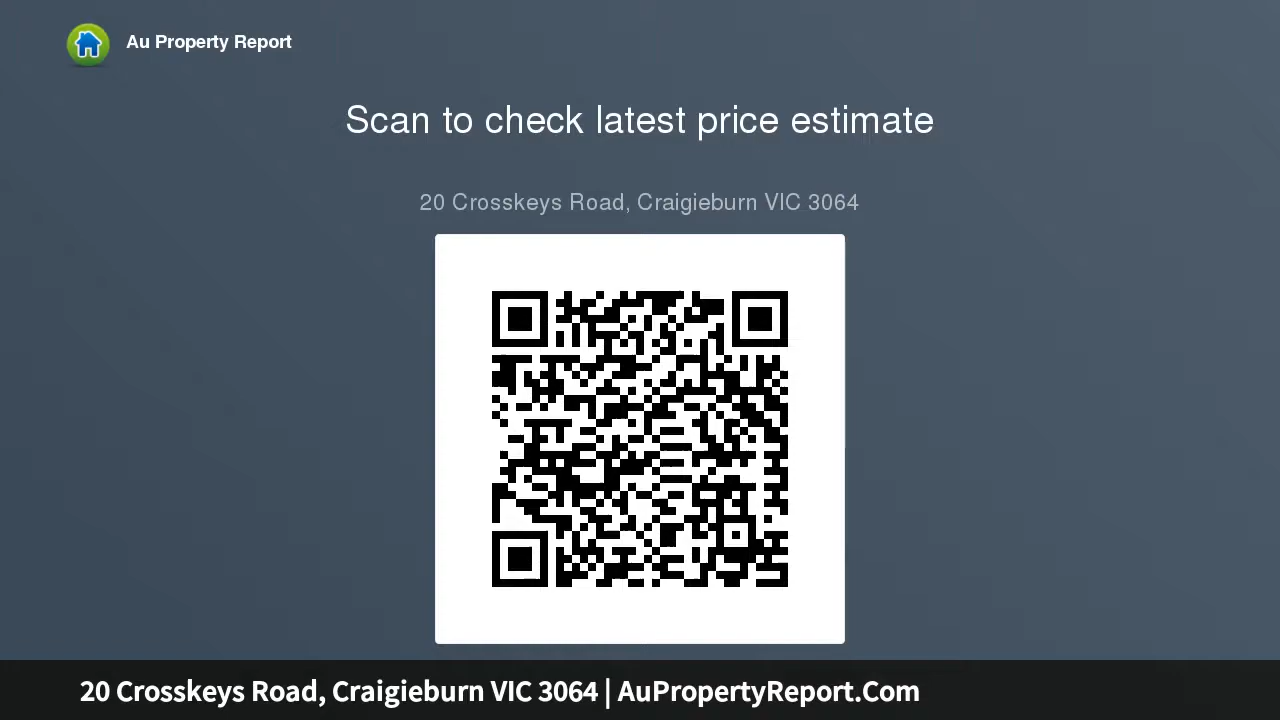 Au Property Report
Scan to check latest price estimate
20 Crosskeys Road, Craigieburn VIC 3064
20 Crosskeys Road, Craigieburn VIC 3064 | AuPropertyReport.Com